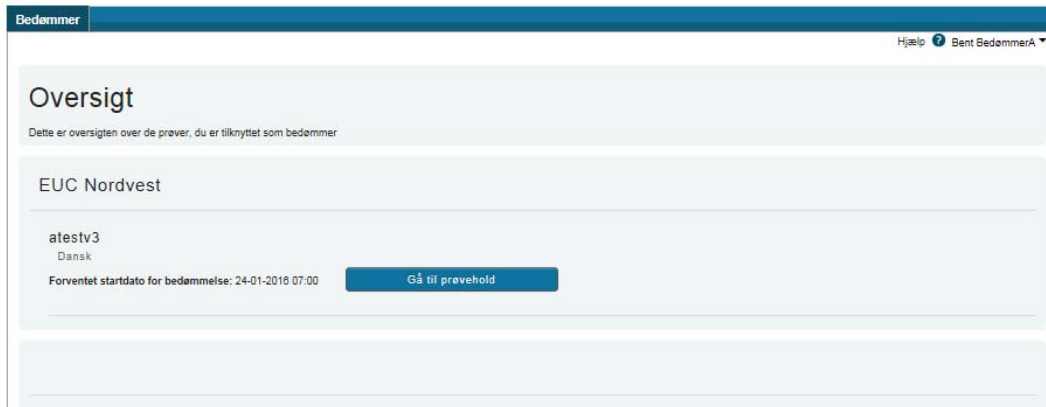 Bedømmer
Hjælp ? Bent BedømmerA
Oversigt
Dette er oversigten over de prøver, du er tilknyttet som bedømmer
EUC Nordvest
atestv3
Dansk
Forventet startdato for bedømmelse: 24-01-2016 07:00 Gå til prøvehold